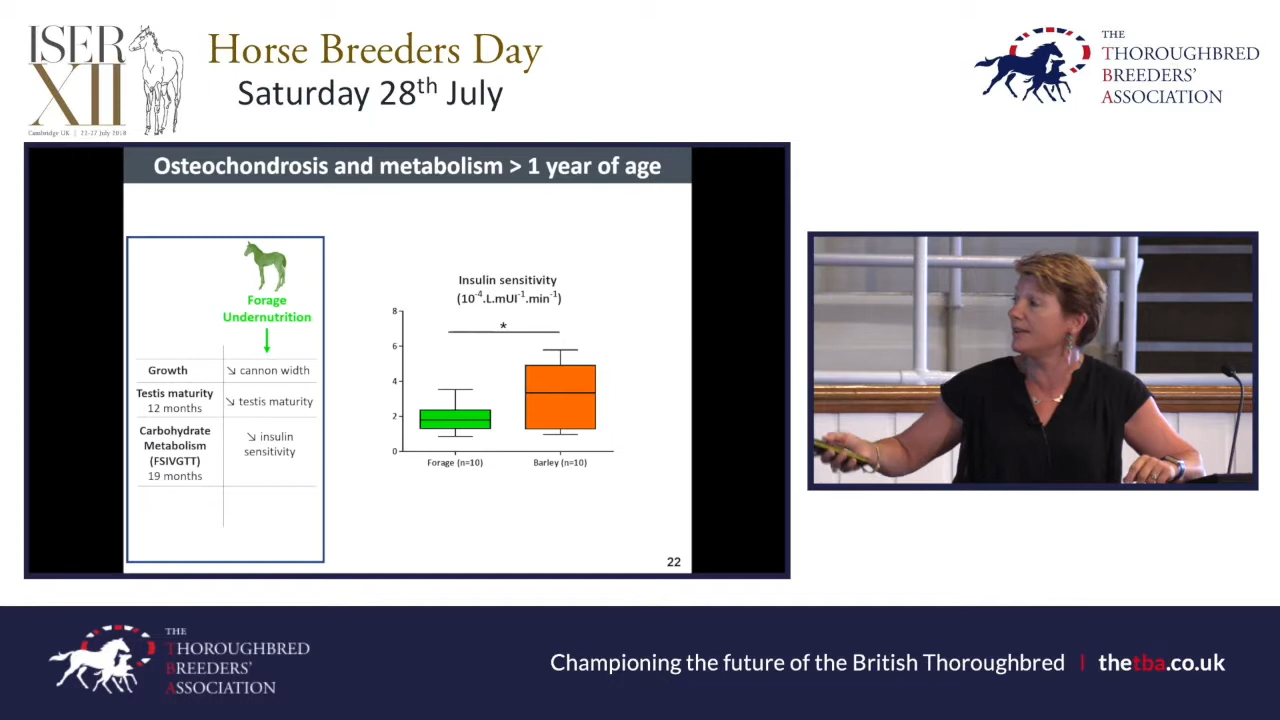 ISER
XII
Cambridge UK | 22-27 July 2018
Horse Breeders Day
Saturday 28th July
THE
THOROUGHBRED
BREEDERS'
ASSOCIATION
Osteochondrosis and metabolism > 1 year of age
Forage
Undernutrition
Growth
↘ cannon width
Testis maturity
12 months
↘ testis maturity
Carbohydrate
Metabolism
(FSIVGTT)
19 months
↘ insulin
sensitivity
Insulin sensitivity
(10⁻⁴.L.mUI⁻¹.min⁻¹)
8
*
6
4
2
0
Forage (n=10)
Barley (n=10)
22
THE
THOROUGHBRED
BREEDERS'
ASSOCIATION
Championing the future of the British Thoroughbred | thetba.co.uk